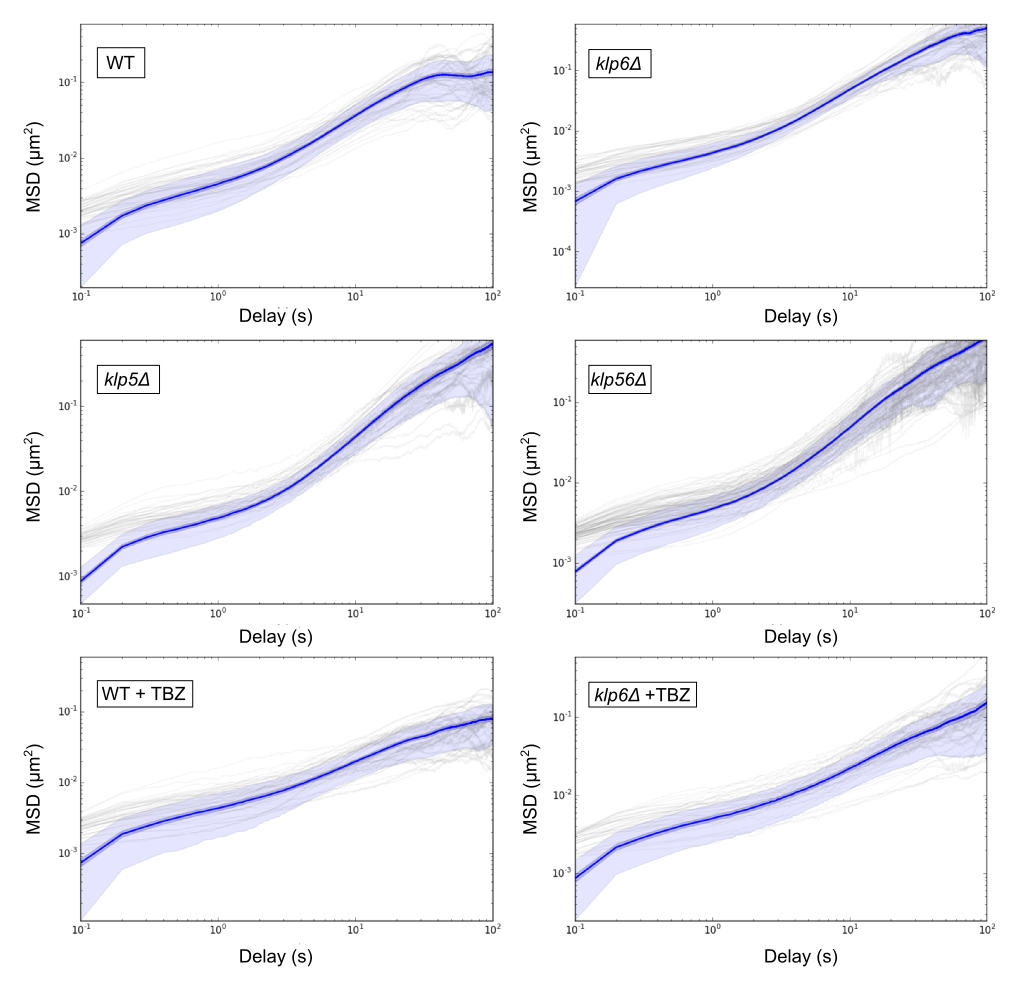 WT
MSD (μm²)
10⁻¹
10⁻²
10⁻³
10⁻¹ 10⁰ 10¹ 10²
Delay (s)
klp6Δ
MSD (μm²)
10⁻¹
10⁻²
10⁻³
10⁻⁴
10⁻¹ 10⁰ 10¹ 10²
Delay (s)
klp5Δ
MSD (μm²)
10⁻¹
10⁻²
10⁻³
10⁻¹ 10⁰ 10¹ 10²
Delay (s)
klp56Δ
MSD (μm²)
10⁻¹
10⁻²
10⁻³
10⁻¹ 10⁰ 10¹ 10²
Delay (s)
WT + TBZ
MSD (μm²)
10⁻¹
10⁻²
10⁻³
10⁻¹ 10⁰ 10¹ 10²
Delay (s)
klp6Δ +TBZ
MSD (μm²)
10⁻¹
10⁻²
10⁻³
10⁻¹ 10⁰ 10¹ 10²
Delay (s)